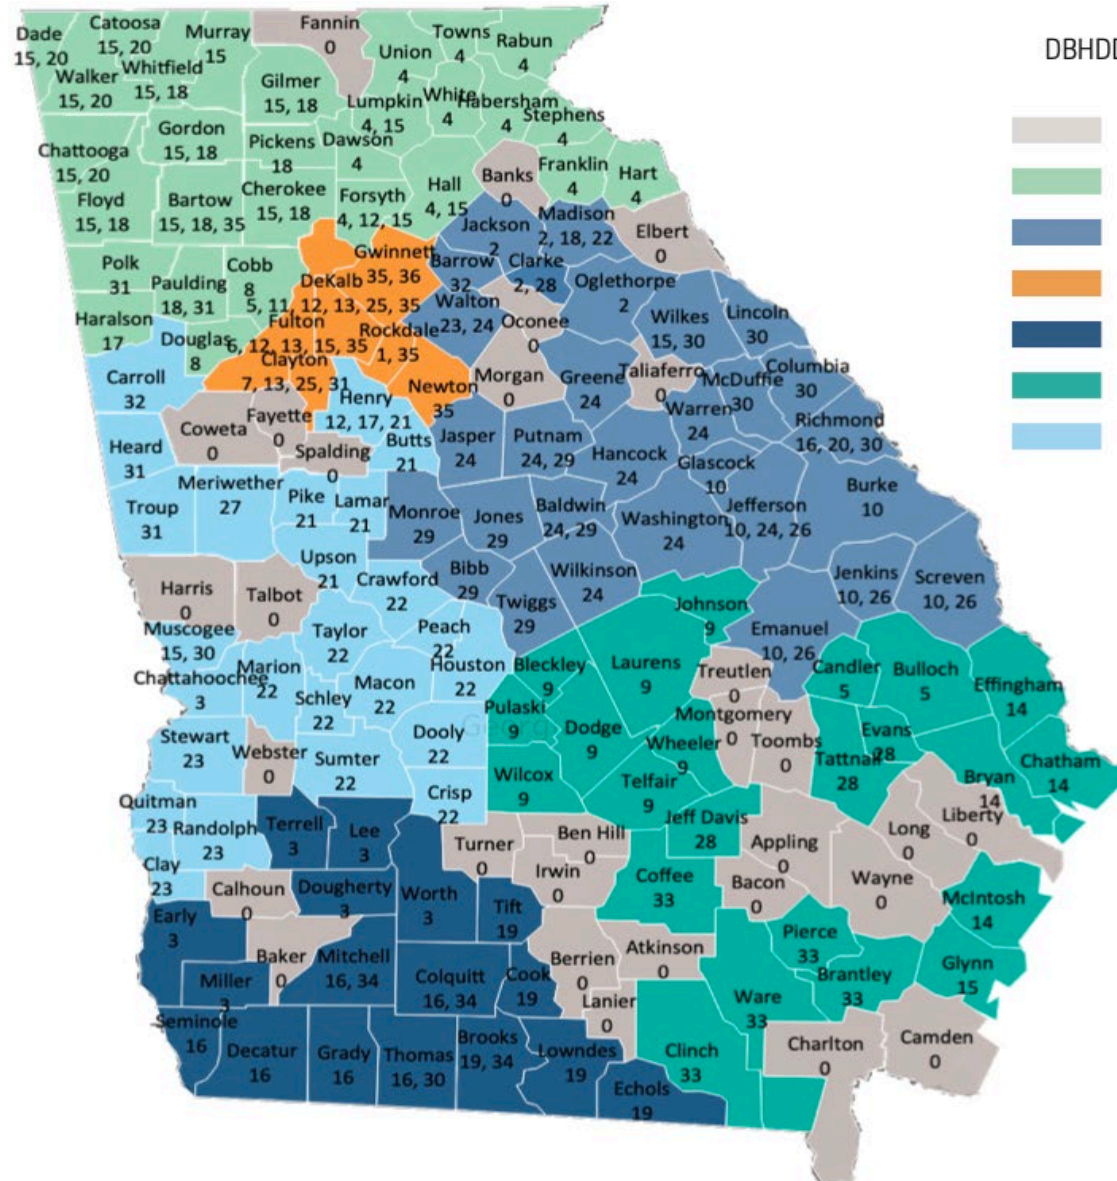 DBHDD
Dade
15, 20
Catoosa
15, 20
Murray
15
Fannin
0
Towns
4
Rabun
4
Union
4
Walker
15, 20
Whitfield
15, 18
Gilmer
15, 18
Lumpkin
4, 15
White
4
Habersham
4
Stephens
4
Chattooga
15, 20
Gordon
15, 18
Pickens
18
Dawson
4
Banks
0
Franklin
4
Hart
4
Floyd
15, 18
Bartow
15, 18, 35
Cherokee
15, 18
Forsyth
4, 12, 15
Hall
4, 15
Jackson
2
Madison
2, 18, 22
Elbert
0
Polk
31
Paulding
18, 31
Cobb
8
Gwinnett
35, 36
Barrow
32
Clarke
2, 28
Oglethorpe
2
DeKalb
5, 11, 12, 13, 25, 35
Haralson
17
Douglas
8
Fulton
6, 12, 13, 15, 35
Rockdale
1, 35
Walton
23, 24
Oconee
0
Wilkes
15, 30
Lincoln
30
Carroll
32
Clayton
7, 13, 25, 31
Newton
35
Morgan
0
Greene
24
Taliaferro
0
McDuffie
30
Columbia
30
Coweta
0
Fayette
0
Henry
12, 17, 21
Warren
24
Richmond
16, 20, 30
Heard
31
Spalding
0
Butts
21
Jasper
24
Putnam
24, 29
Hancock
24
Glascock
10
Troup
31
Meriwether
27
Pike
21
Lamar
21
Monroe
29
Jones
29
Baldwin
24, 29
Washington
24
Jefferson
10, 24, 26
Burke
10
Upson
21
Crawford
22
Bibb
29
Wilkinson
24
Twiggs
29
Harris
0
Talbot
0
Jenkins
10, 26
Screven
10, 26
Muscogee
15, 30
Taylor
22
Peach
22
Johnson
9
Emanuel
10, 26
Chattahoochee
3
Marion
22
Schley
22
Macon
22
Houston
22
Bleckley
9
Laurens
9
Treutlen
0
Candler
5
Bulloch
5
Effingham
14
Stewart
23
Webster
0
Sumter
22
Dooly
22
Pulaski
9
Dodge
9
Wheeler
9
Montgomery
0
Toombs
0
Evans
28
Tattnall
28
Bryan
14
Chatham
14
Georg
Quitman
23
Randolph
23
Terrell
3
Lee
3
Crisp
22
Wilcox
9
Telfair
9
Jeff Davis
28
Appling
0
Long
0
Liberty
0
Clay
23
Calhoun
0
Dougherty
3
Worth
3
Turner
0
Ben Hill
0
Irwin
0
Tift
19
Coffee
33
Bacon
0
Wayne
0
McIntosh
14
Early
3
Baker
0
Mitchell
16, 34
Colquitt
16, 34
Cook
19
Berrien
0
Atkinson
0
Pierce
33
Brantley
33
Glynn
15
Miller
3
Lanier
0
Ware
33
Seminole
16
Decatur
16
Grady
16
Thomas
16, 30
Brooks
19, 34
Lowndes
19
Echols
19
Clinch
33
Charlton
0
Camden
0